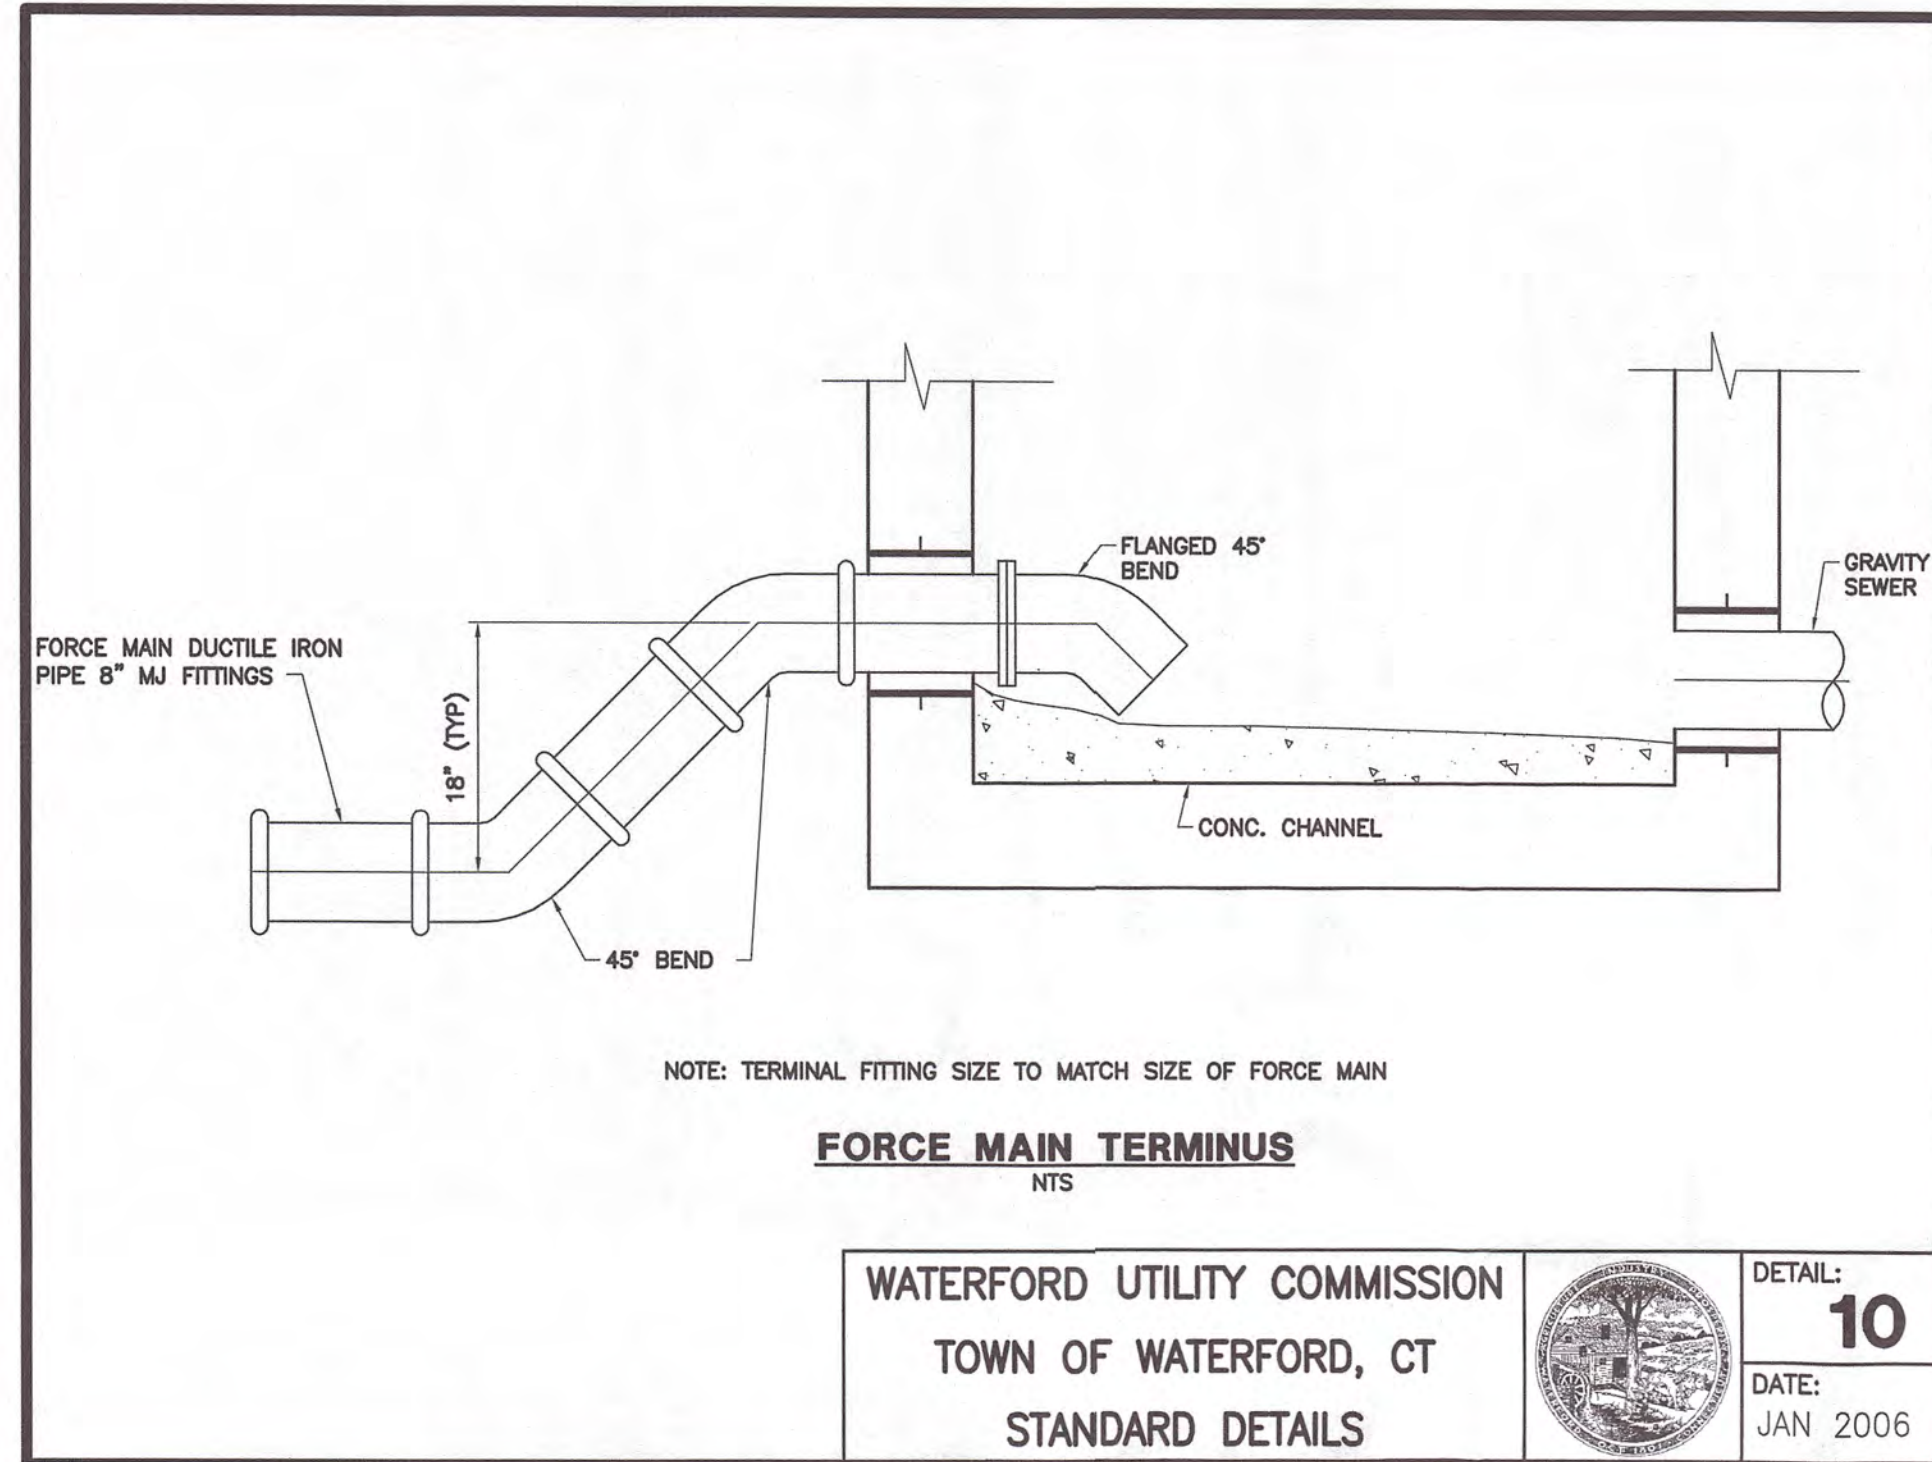 FLANGED 45°
BEND
GRAVITY
SEWER
FORCE MAIN DUCTILE IRON
PIPE 8" MJ FITTINGS
18" (TYP)
CONC. CHANNEL
45° BEND
NOTE: TERMINAL FITTING SIZE TO MATCH SIZE OF FORCE MAIN
FORCE MAIN TERMINUS
NTS
WATERFORD UTILITY COMMISSION
TOWN OF WATERFORD, CT
STANDARD DETAILS
INDUSTRY
DETAIL:
10
DATE:
JAN 2006